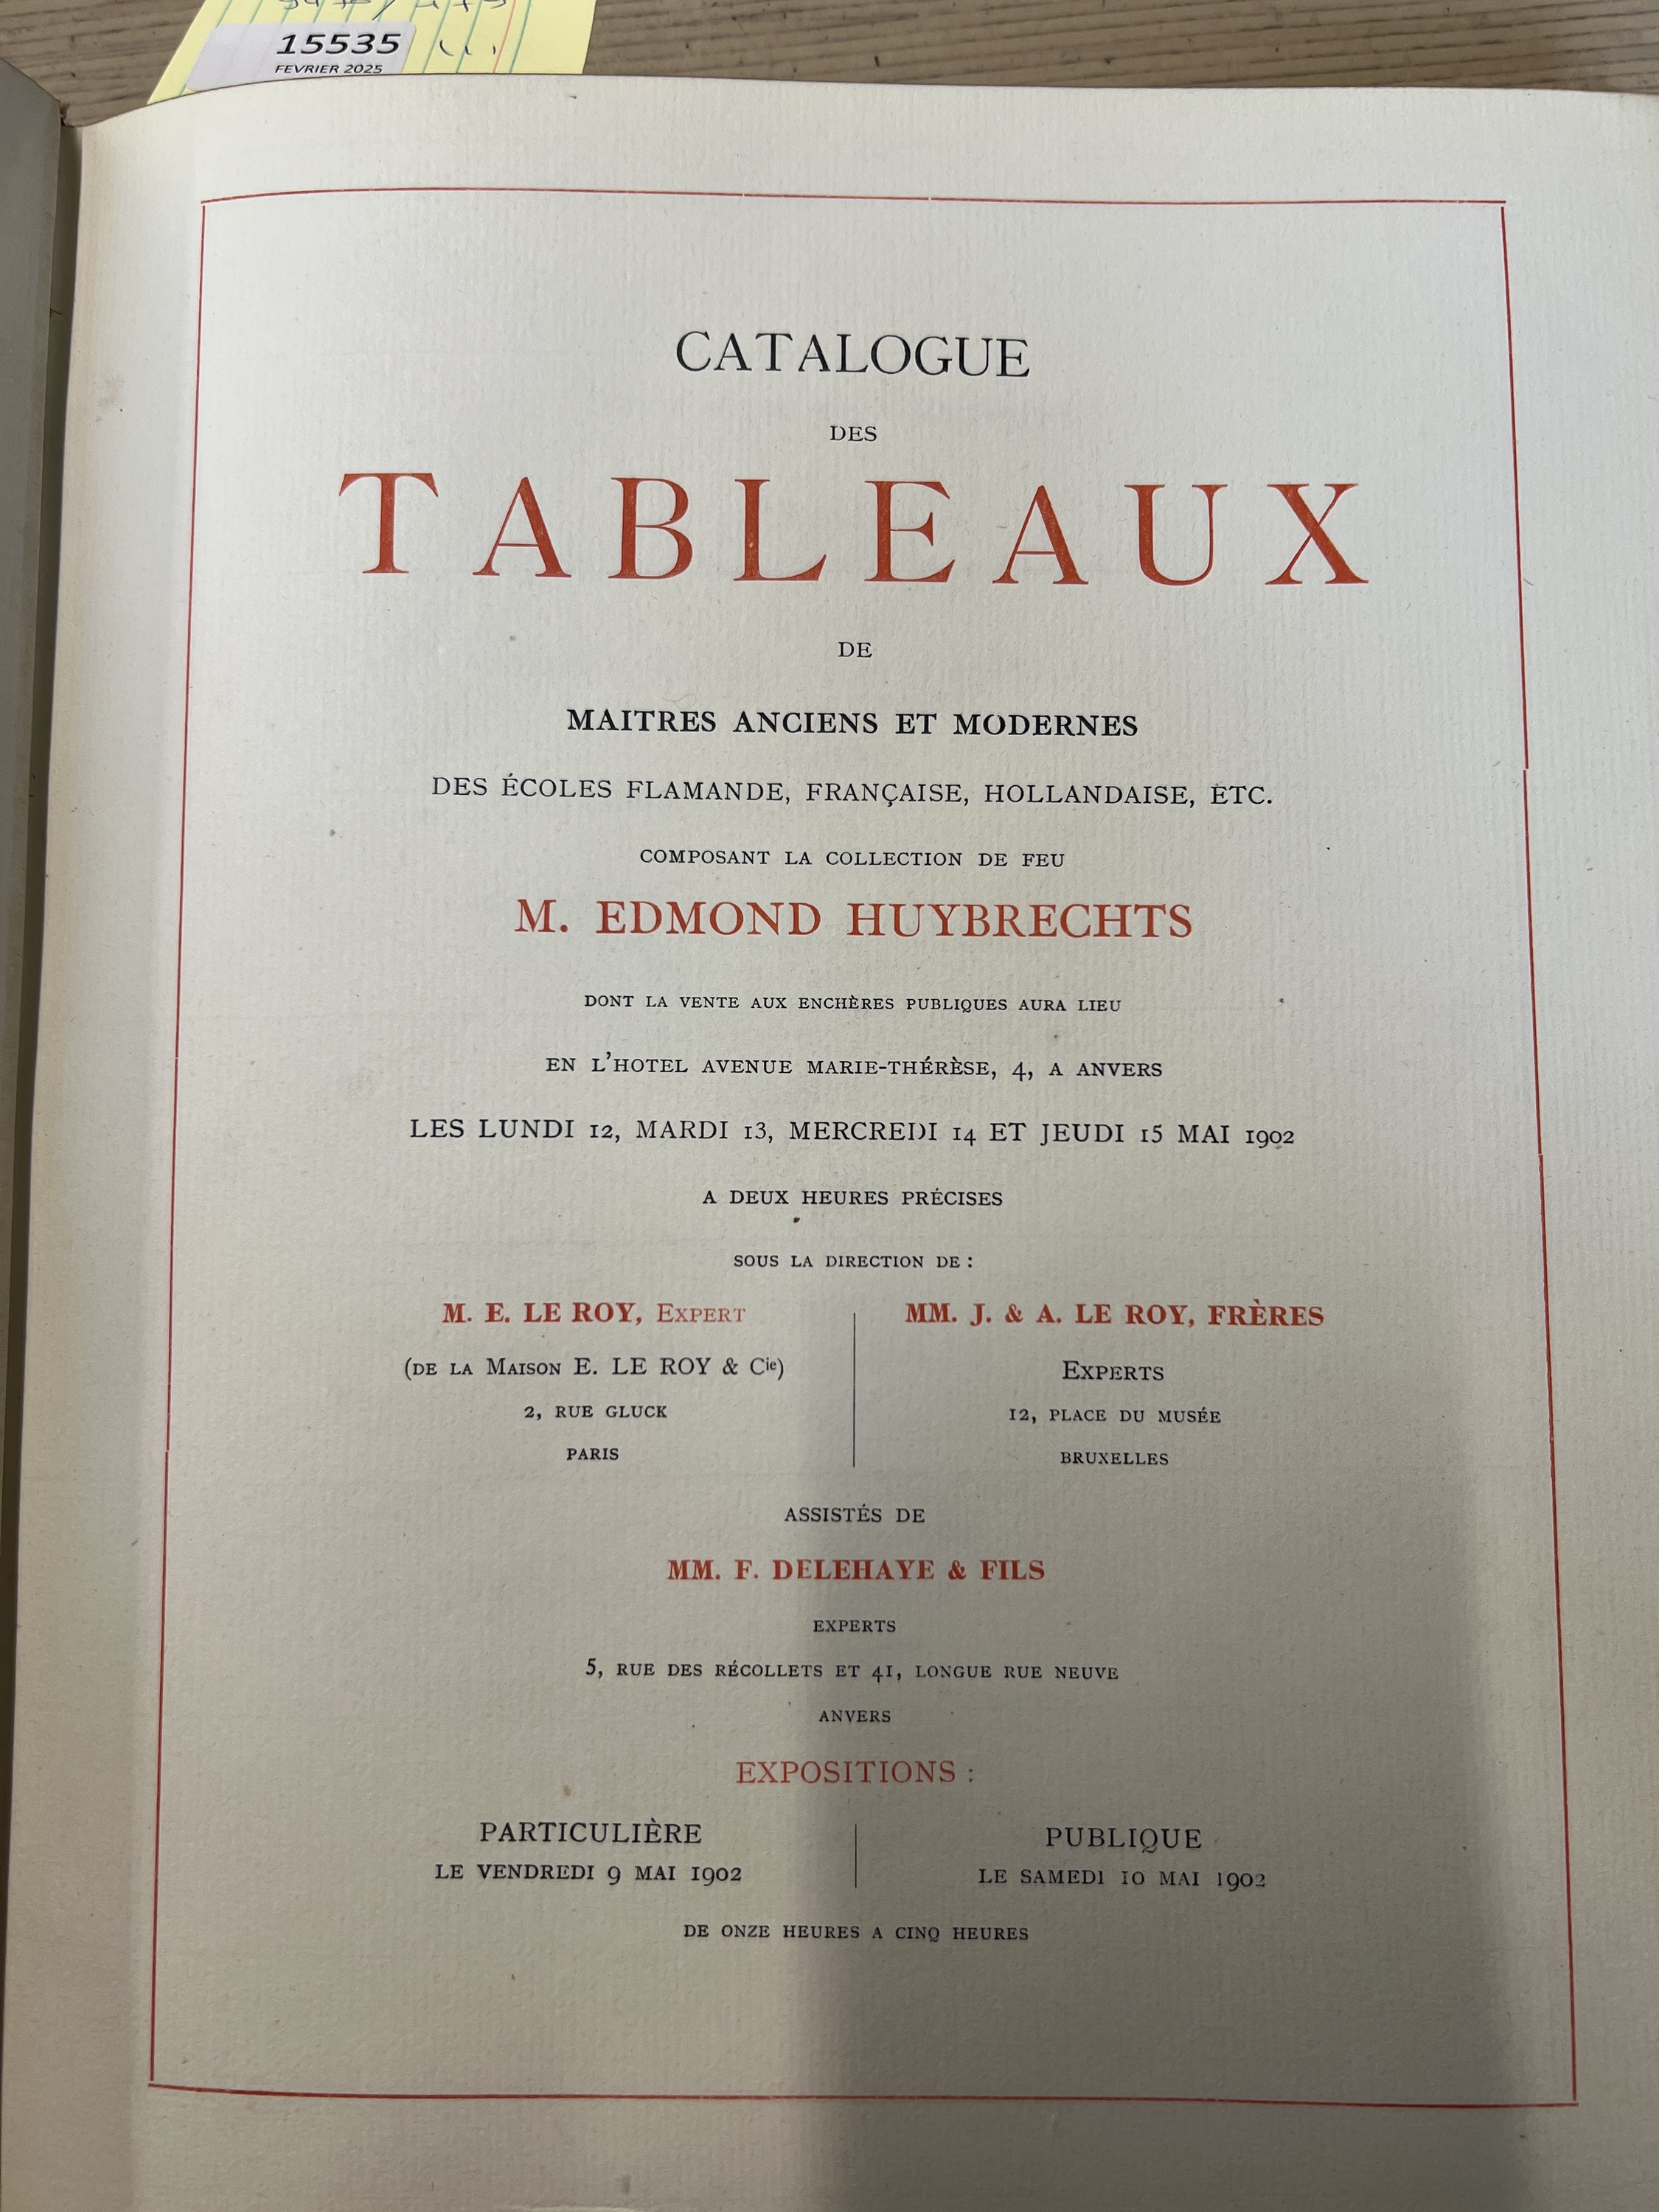 15535
FEVRIER 2025
CATALOGUE
DES
TABLEAUX
DE
MAITRES ANCIENS ET MODERNES
DES ÉCOLES FLAMANDE, FRANÇAISE, HOLLANDAISE, ETC.
COMPOSANT LA COLLECTION DE FEU
M. EDMOND HUYBRECHTS
DONT LA VENTE AUX ENCHÈRES PUBLIQUES AURA LIEU
EN L'HOTEL AVENUE MARIE-THÉRÈSE, 4, A ANVERS
LES LUNDI 12, MARDI 13, MERCREDI 14 ET JEUDI 15 MAI 1902
A DEUX HEURES PRÉCISES
SOUS LA DIRECTION DE :
M. E. LE ROY, EXPERT
(DE LA MAISON E. LE ROY & Cie)
2, RUE GLUCK
PARIS
MM. J. & A. LE ROY, FRÈRES
EXPERTS
12, PLACE DU MUSÉE
BRUXELLES
ASSISTÉS DE
MM. F. DELEHAYE & FILS
EXPERTS
5, RUE DES RÉCOLLETS ET 41, LONGUE RUE NEUVE
ANVERS
EXPOSITIONS :
PARTICULIÈRE
LE VENDREDI 9 MAI 1902
PUBLIQUE
LE SAMEDI 10 MAI 1902
DE ONZE HEURES A CINQ HEURES